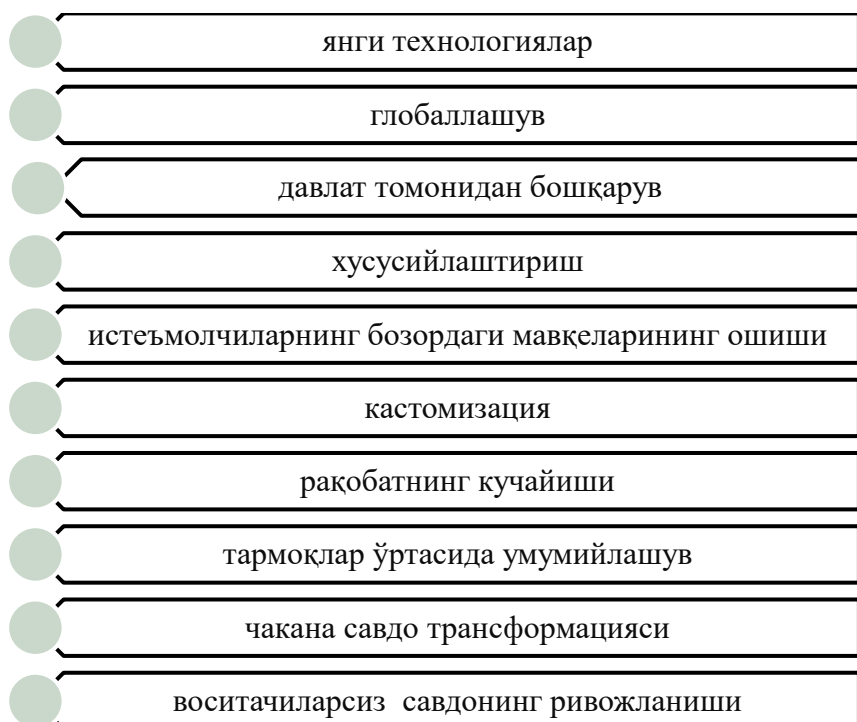 янги технологиялар
глобаллашув
давлат томонидан бошқарув
хусусийлаштириш
истеъмолчиларнинг бозордаги мавқеларининг ошиши
кастомизация
рақобатнинг кучайиши
тармоқлар ўртасида умумийлашув
чакана савдо трансформацияси
воситачиларсиз савдонинг ривожланиши